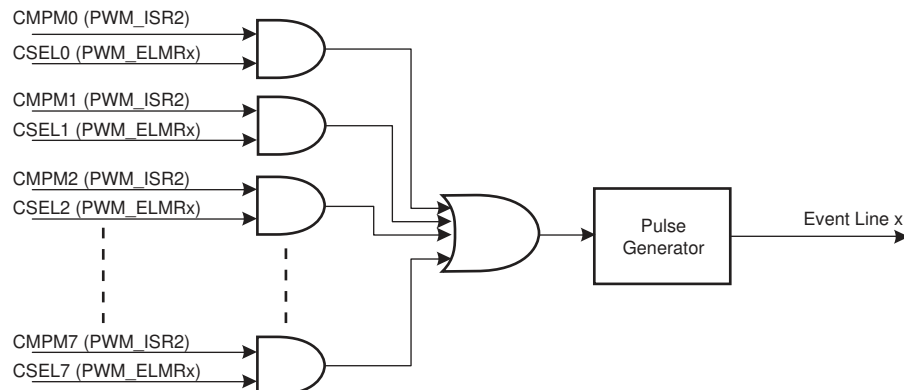 CMPM0 (PWM_ISR2)
CSEL0 (PWM_ELMRx)
CMPM1 (PWM_ISR2)
CSEL1 (PWM_ELMRx)
CMPM2 (PWM_ISR2)
CSEL2 (PWM_ELMRx)
Pulse
Generator
Event Line x
CMPM7 (PWM_ISR2)
CSEL7 (PWM_ELMRx)